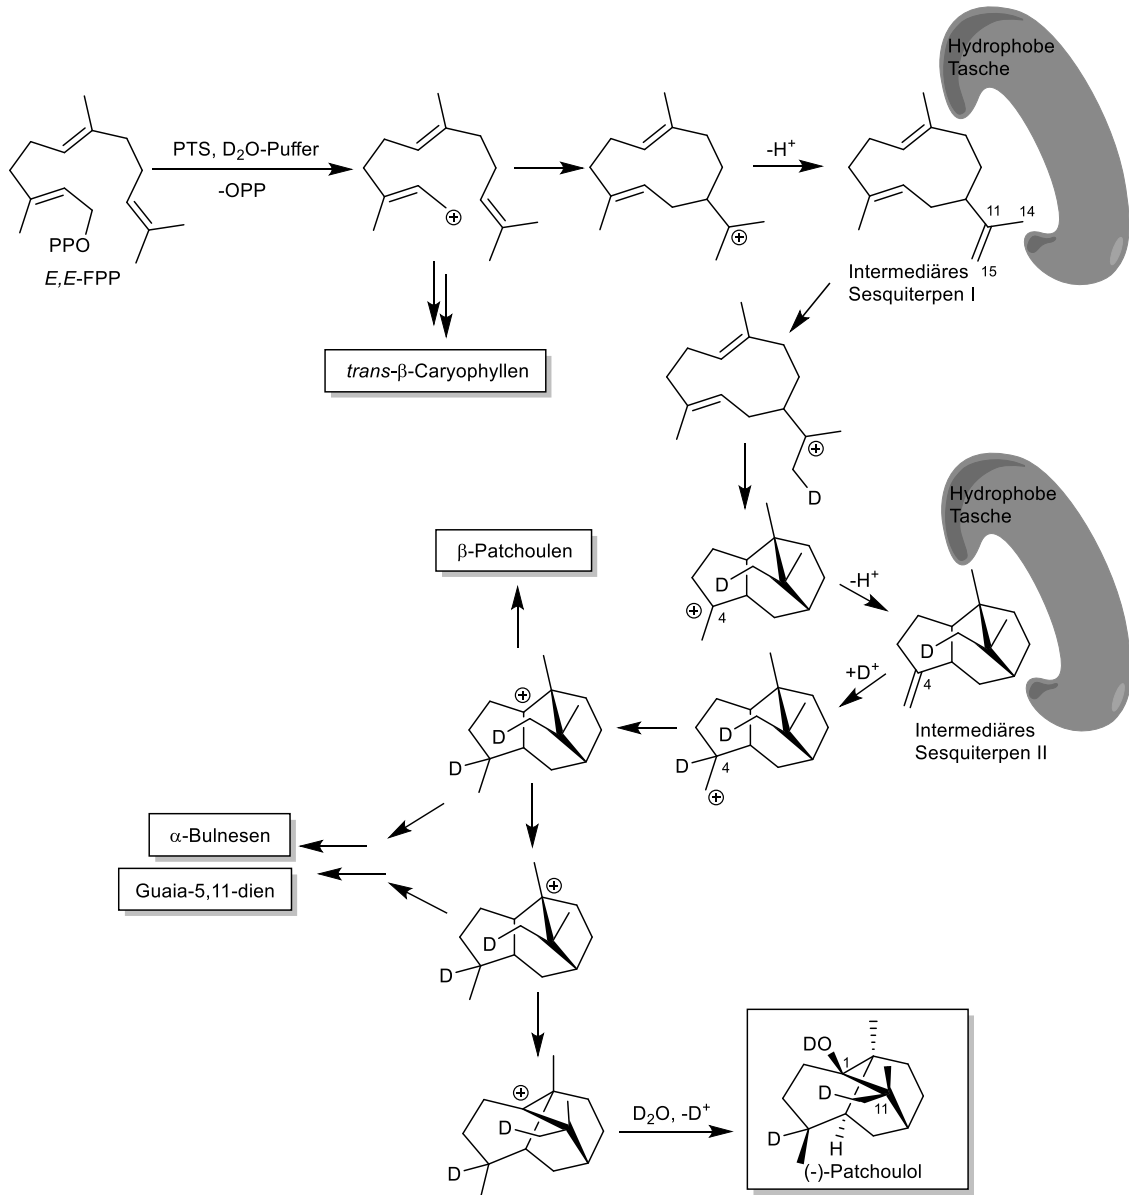 Hydrophobe
Tasche
PTS, D₂O-Puffer
-OPP
PPO
E,E-FPP
⊕
⊕
-H⁺
11
14
15
Intermediäres
Sesquiterpen I
trans-β-Caryophyllen
⊕
D
Hydrophobe
Tasche
β-Patchoulen
D
⊕
4
-H⁺
D
4
Intermediäres
Sesquiterpen II
+D⁺
D
D
4
⊕
⊕
D
D
α-Bulnesen
Guaia-5,11-dien
⊕
D
D
⊕
D
D
D₂O, -D⁺
DO
1
D
11
D
H
(-)-Patchoulol